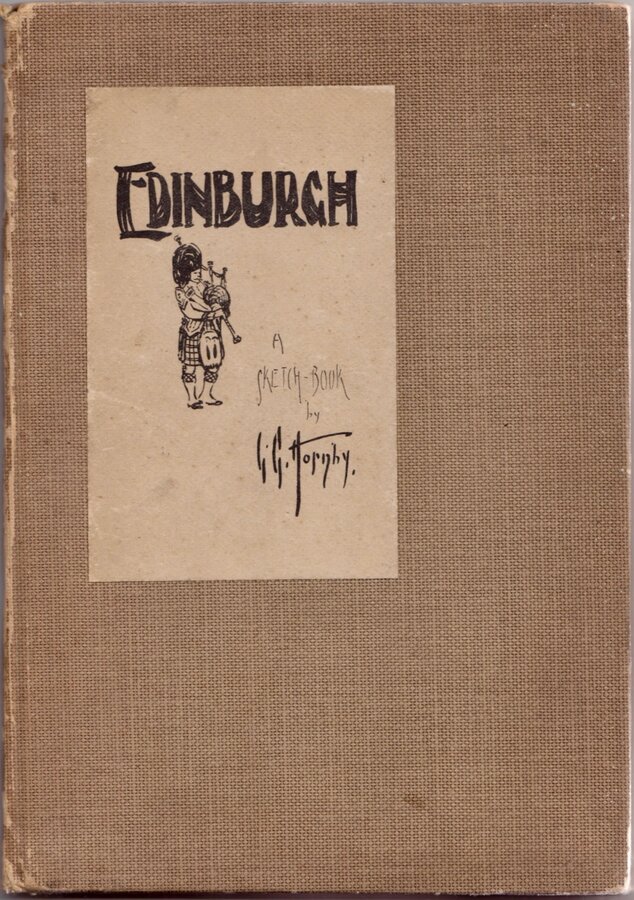 EDINBURGH
A
SKETCH-BOOK
by
L.G. Hornby.